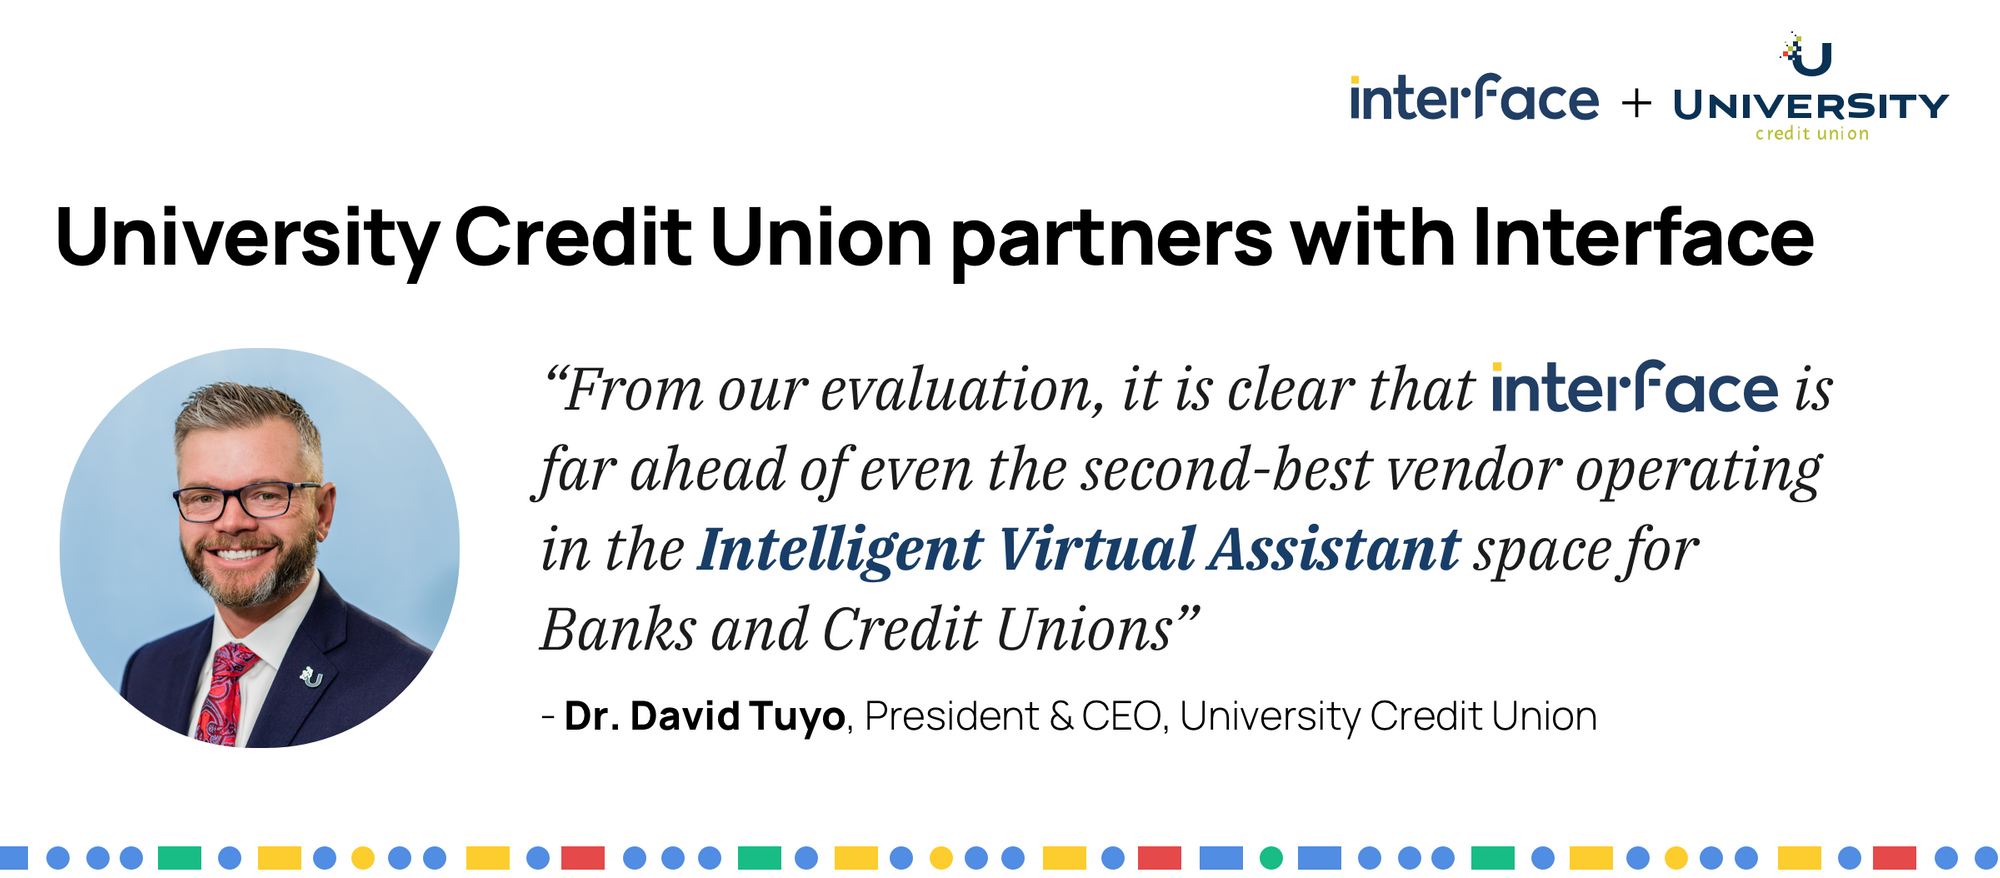 interface + UNIVERSITY
credit union
University Credit Union partners with Interface
“From our evaluation, it is clear that interface is
far ahead of even the second-best vendor operating
in the Intelligent Virtual Assistant space for
Banks and Credit Unions”
- Dr. David Tuyo, President & CEO, University Credit Union